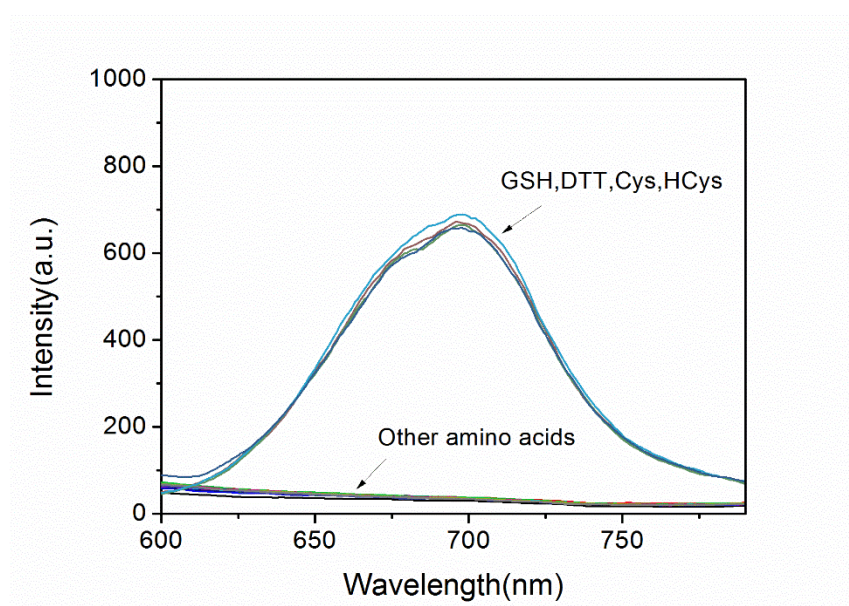 1000
800
600
400
200
0
Intensity(a.u.)
GSH,DTT,Cys,HCys
Other amino acids
600 650 700 750
Wavelength(nm)